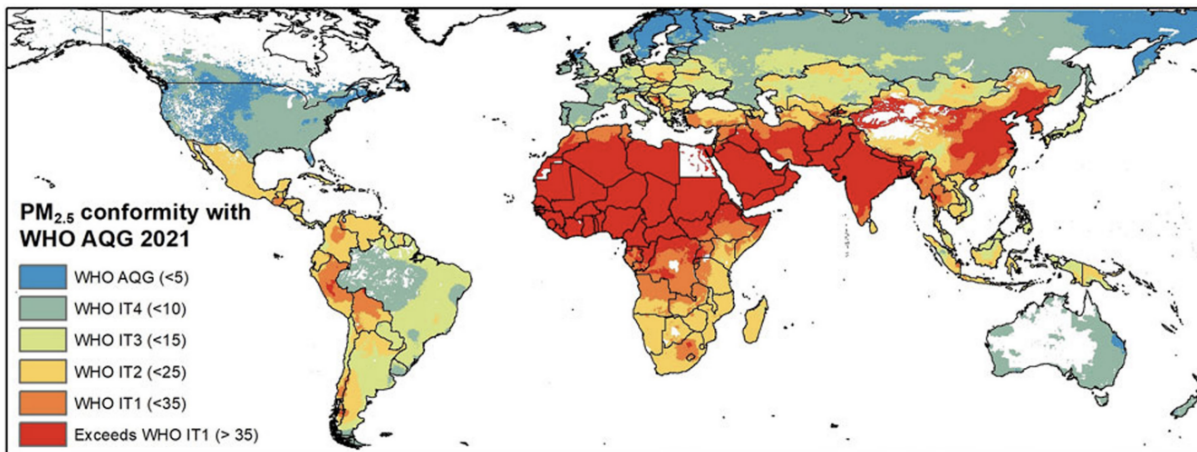 PM₂.₅ conformity with
WHO AQG 2021
WHO AQG (<5)
WHO IT4 (<10)
WHO IT3 (<15)
WHO IT2 (<25)
WHO IT1 (<35)
Exceeds WHO IT1 (> 35)